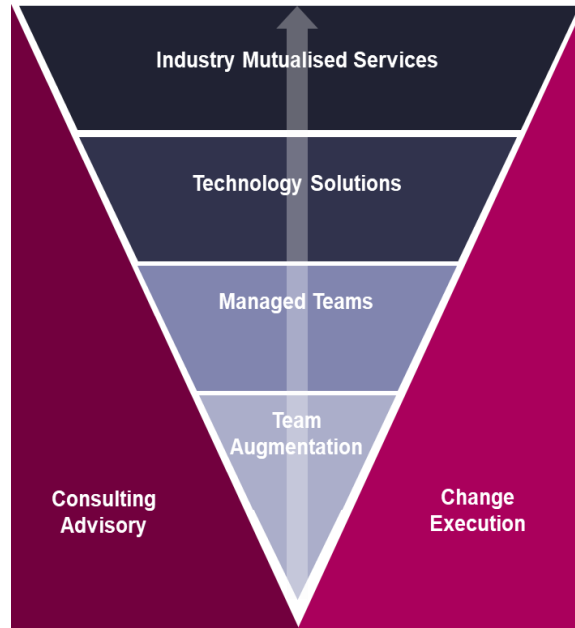 Industry Mutualised Services
Technology Solutions
Managed Teams
Team
Augmentation
Consulting
Advisory
Change
Execution